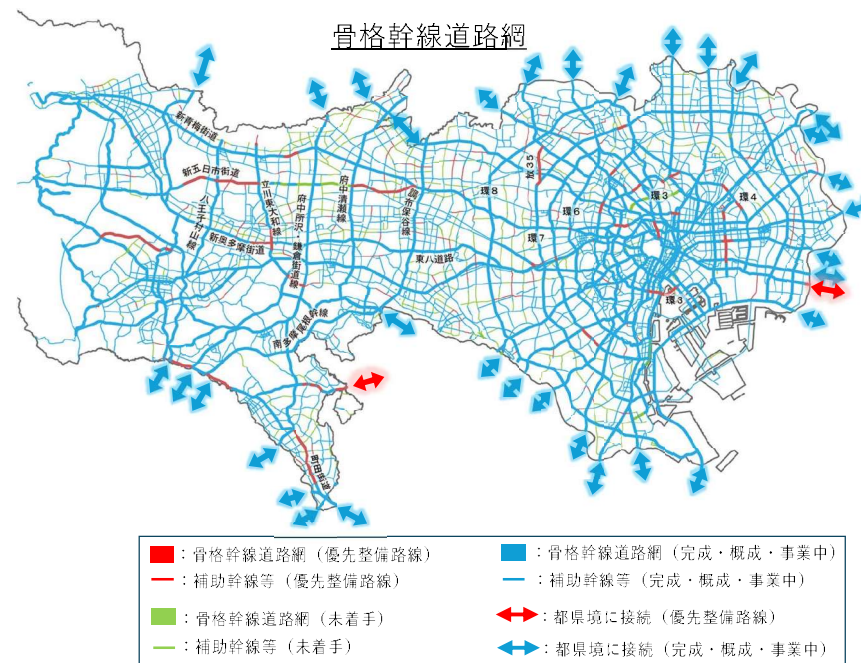 骨格幹線道路網
新青梅街道
新五日市街道
立川東大和線
府中所沢・鎌倉街道線
府中清瀬線
調布保谷線
八王子村山線
新奥多摩街道
東八道路
南多摩尾根幹線
町田街道
放35
環8
環7
環6
環3
環4
環3
：骨格幹線道路網（優先整備路線）
：補助幹線等（優先整備路線）
：骨格幹線道路網（未着手）
：補助幹線等（未着手）
：骨格幹線道路網（完成・概成・事業中）
：補助幹線等（完成・概成・事業中）
：都県境に接続（優先整備路線）
：都県境に接続（完成・概成・事業中）